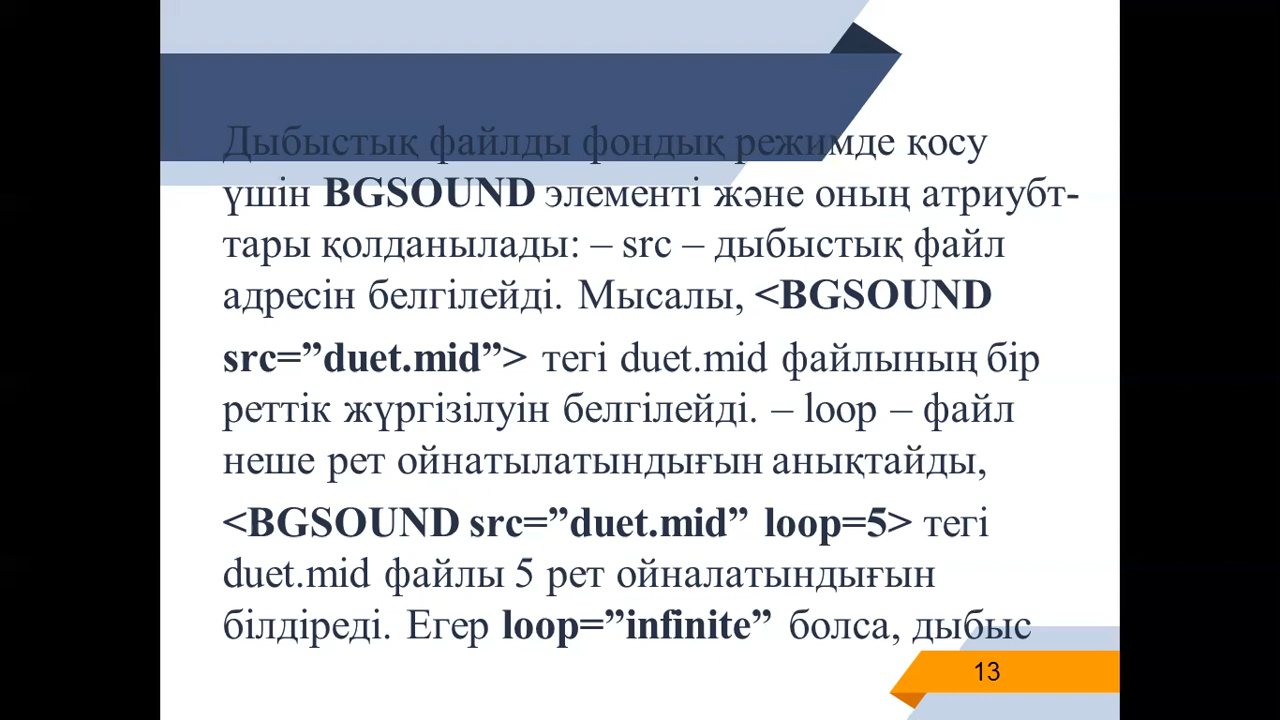 Дыбыстық файлды фондық режимде қосу
үшін BGSOUND элементі және оның атриубт-
тары қолданылады: – src – дыбыстық файл
адресін белгілейді. Мысалы, <BGSOUND
src=”duet.mid”> тегі duet.mid файлының бір
реттік жүргізілуін белгілейді. – loop – файл
неше рет ойнатылатындығын анықтайды,
<BGSOUND src=”duet.mid” loop=5> тегі
duet.mid файлы 5 рет ойналатындығын
білдіреді. Егер loop=”infinite” болса, дыбыс
13